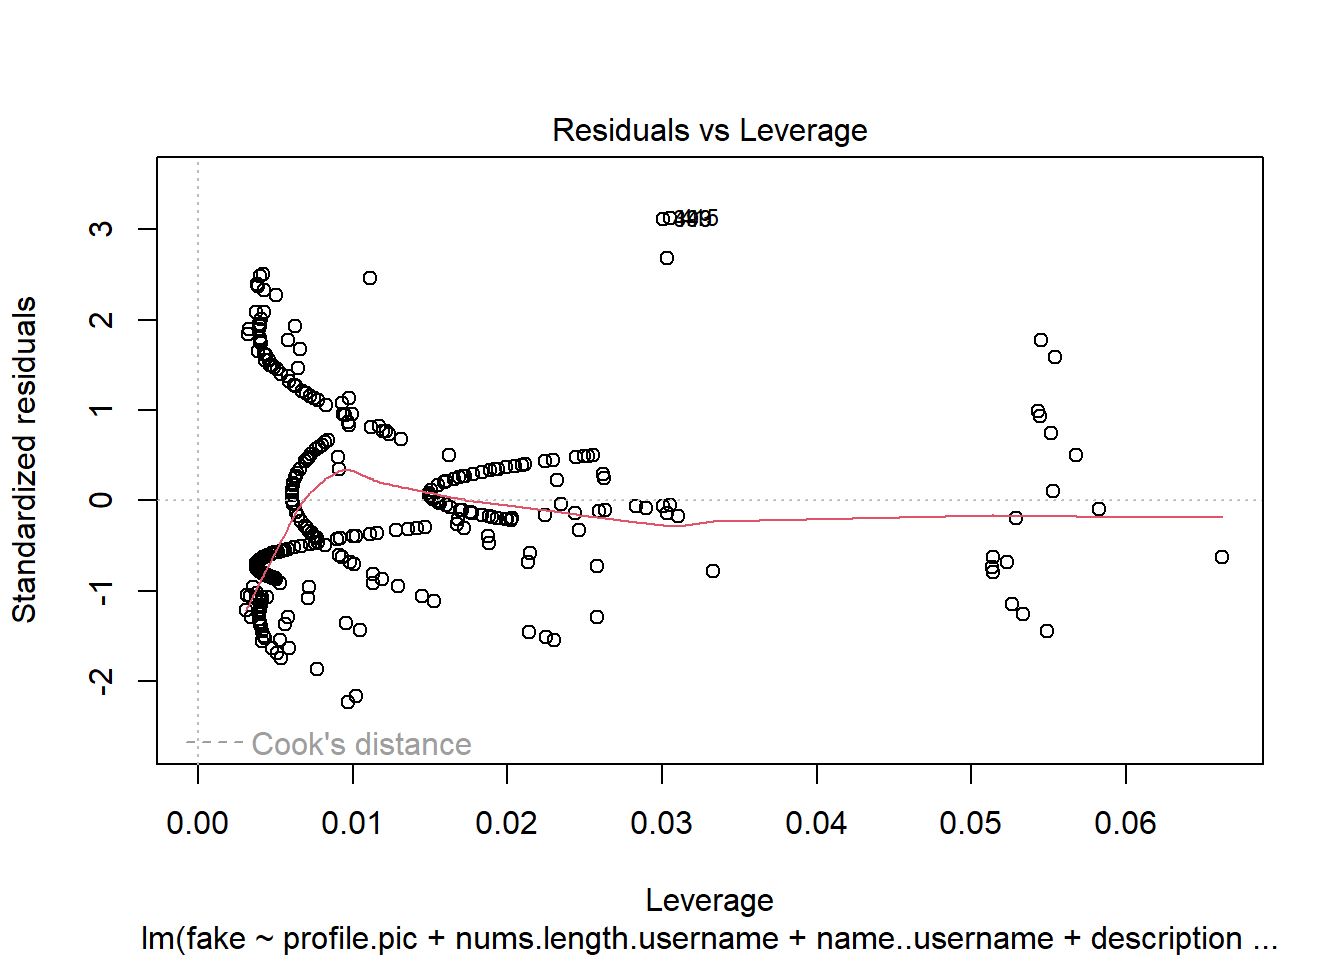 Residuals vs Leverage
Standardized residuals
3
2
1
0
-1
-2
Cook's distance
0.00 0.01 0.02 0.03 0.04 0.05 0.06
Leverage
lm(fake ~ profile.pic + nums.length.username + name..username + description ...